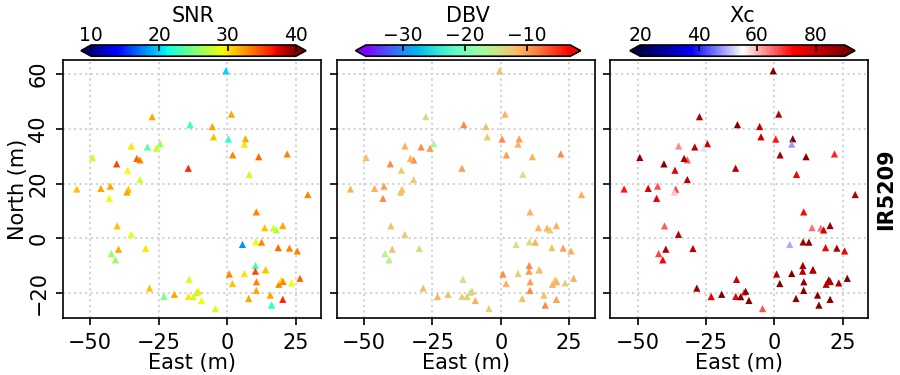 SNR DBV Xc
10 20 30 40 −30 −20 −10 20 40 60 80
60
40
20
0
−20
North (m)
IR5209
−50 −25 0 25 −50 −25 0 25 −50 −25 0 25
East (m) East (m) East (m)